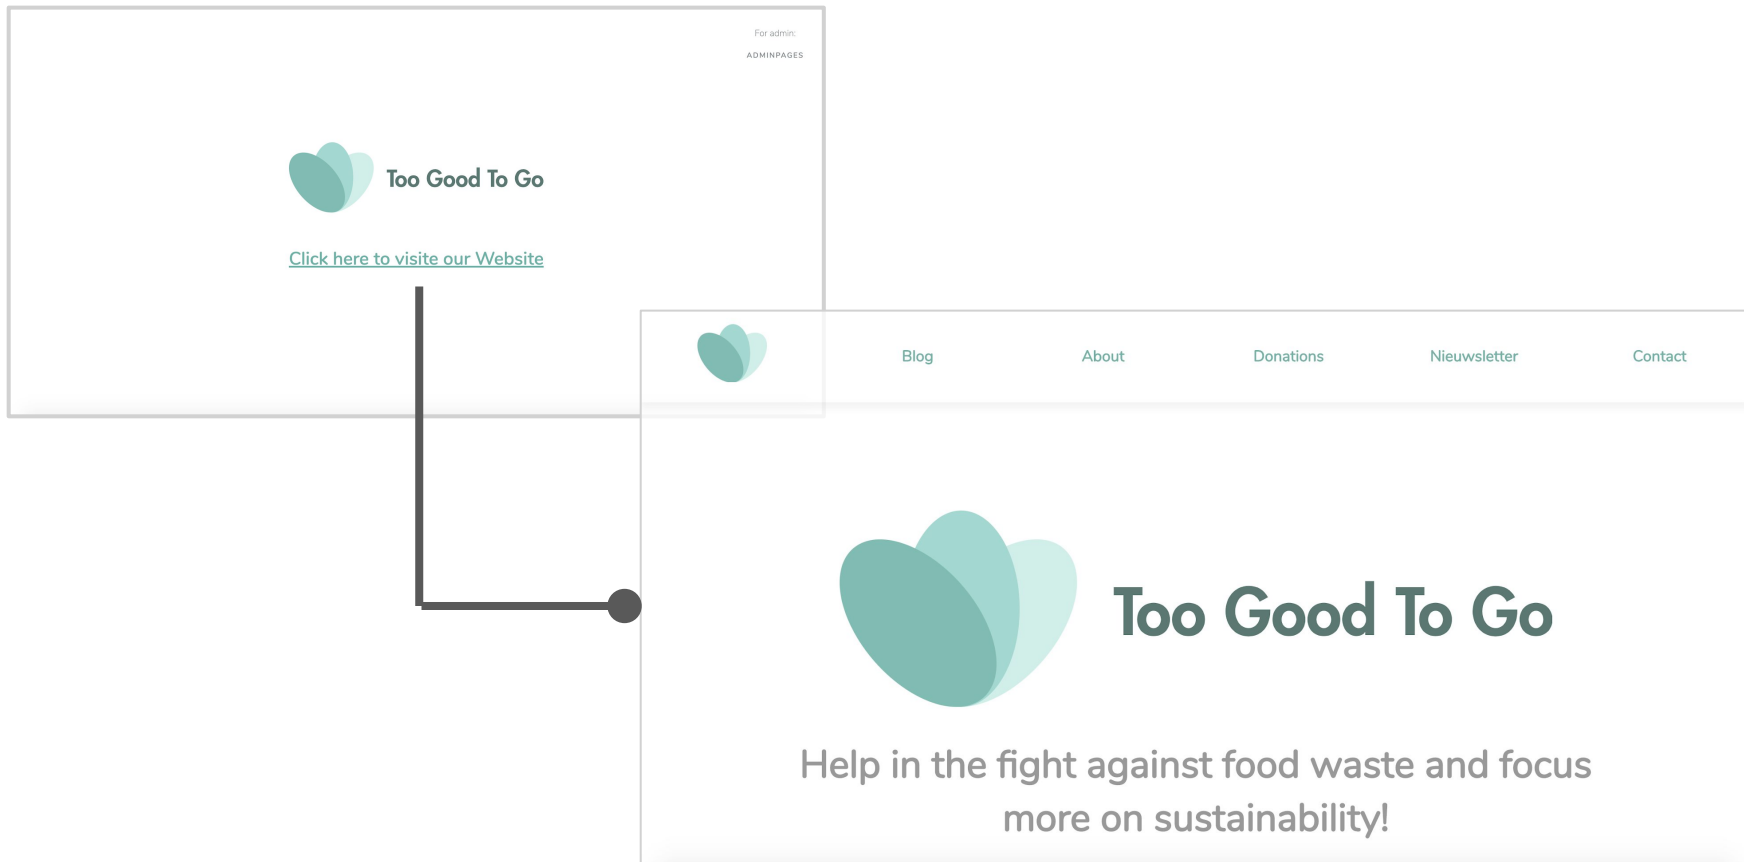 For admin:
ADMINPAGES
Too Good To Go
Click here to visite our Website
Blog About Donations Nieuwsletter Contact
Too Good To Go
Help in the fight against food waste and focus
more on sustainability!